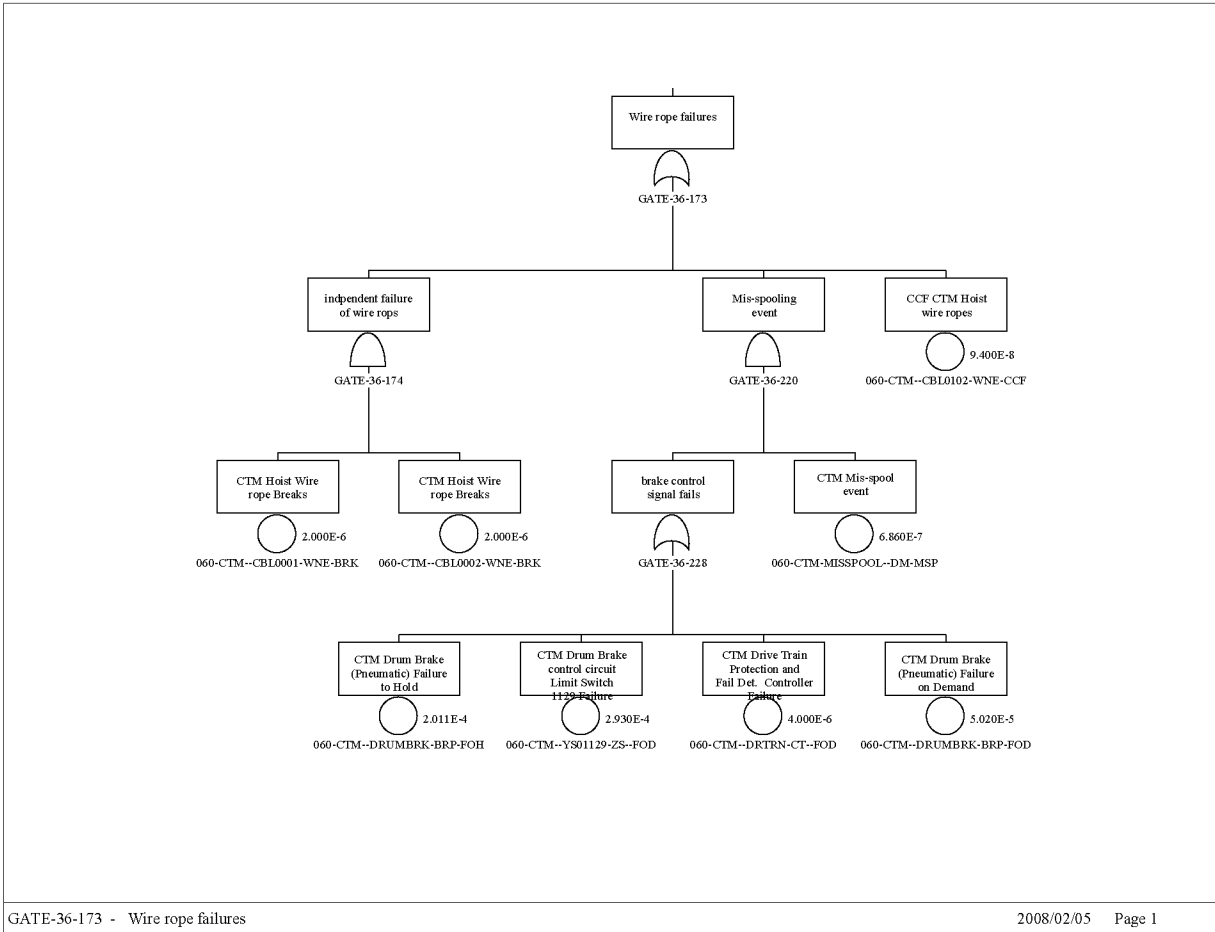 Wire rope failures
GATE-36-173
indpendent failure
of wire rops
GATE-36-174
Mis-spooling
event
GATE-36-220
CCF CTM Hoist
wire ropes
9.400E-8
060-CTM--CBL0102-WNE-CCF
CTM Hoist Wire
rope Breaks
2.000E-6
060-CTM--CBL0001-WNE-BRK
CTM Hoist Wire
rope Breaks
2.000E-6
060-CTM--CBL0002-WNE-BRK
brake control
signal fails
GATE-36-228
CTM Mis-spool
event
6.860E-7
060-CTM-MISSPOOL--DM-MSP
CTM Drum Brake
(Pneumatic) Failure
to Hold
2.011E-4
060-CTM--DRUMBRK-BRP-FOH
CTM Drum Brake
control circuit
Limit Switch
1129 Failure
2.930E-4
060-CTM--YS01129-ZS--FOD
CTM Drive Train
Protection and
Fail Det. Controller
Failure
4.000E-6
060-CTM--DRTRN-CT--FOD
CTM Drum Brake
(Pneumatic) Failure
on Demand
5.020E-5
060-CTM--DRUMBRK-BRP-FOD
GATE-36-173 - Wire rope failures
2008/02/05 Page 1